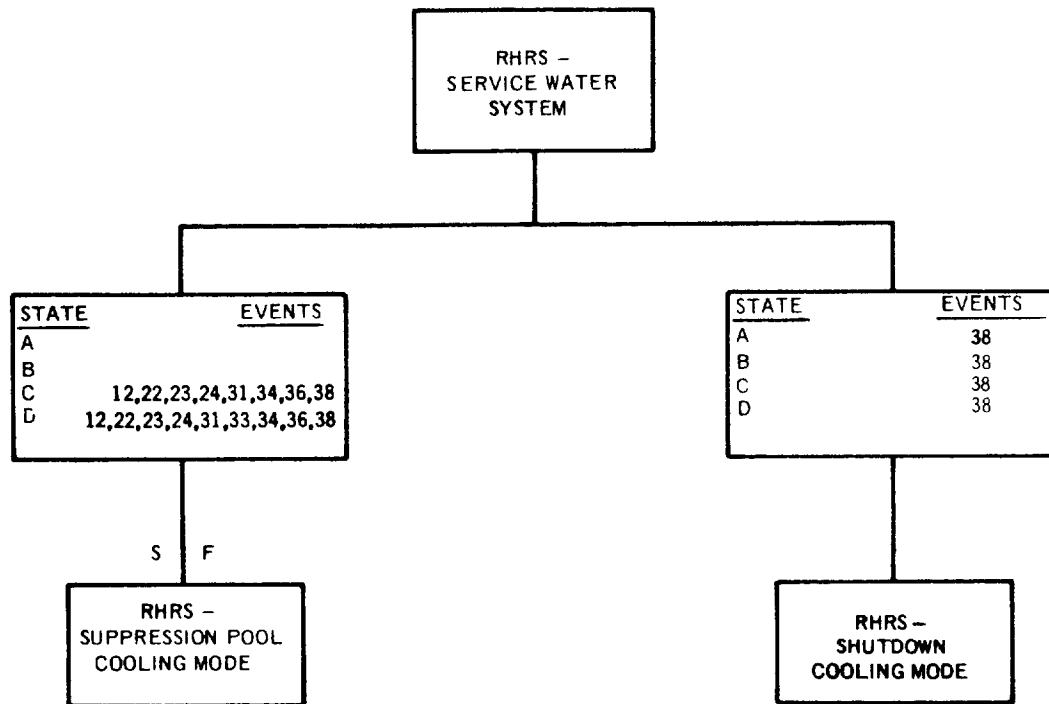 RHRS –
SERVICE WATER
SYSTEM
STATE EVENTS
A
B
C 12,22,23,24,31,34,36,38
D 12,22,23,24,31,33,34,36,38
STATE EVENTS
A 38
B 38
C 38
D 38
S F
RHRS –
SUPPRESSION POOL
COOLING MODE
RHRS –
SHUTDOWN
COOLING MODE